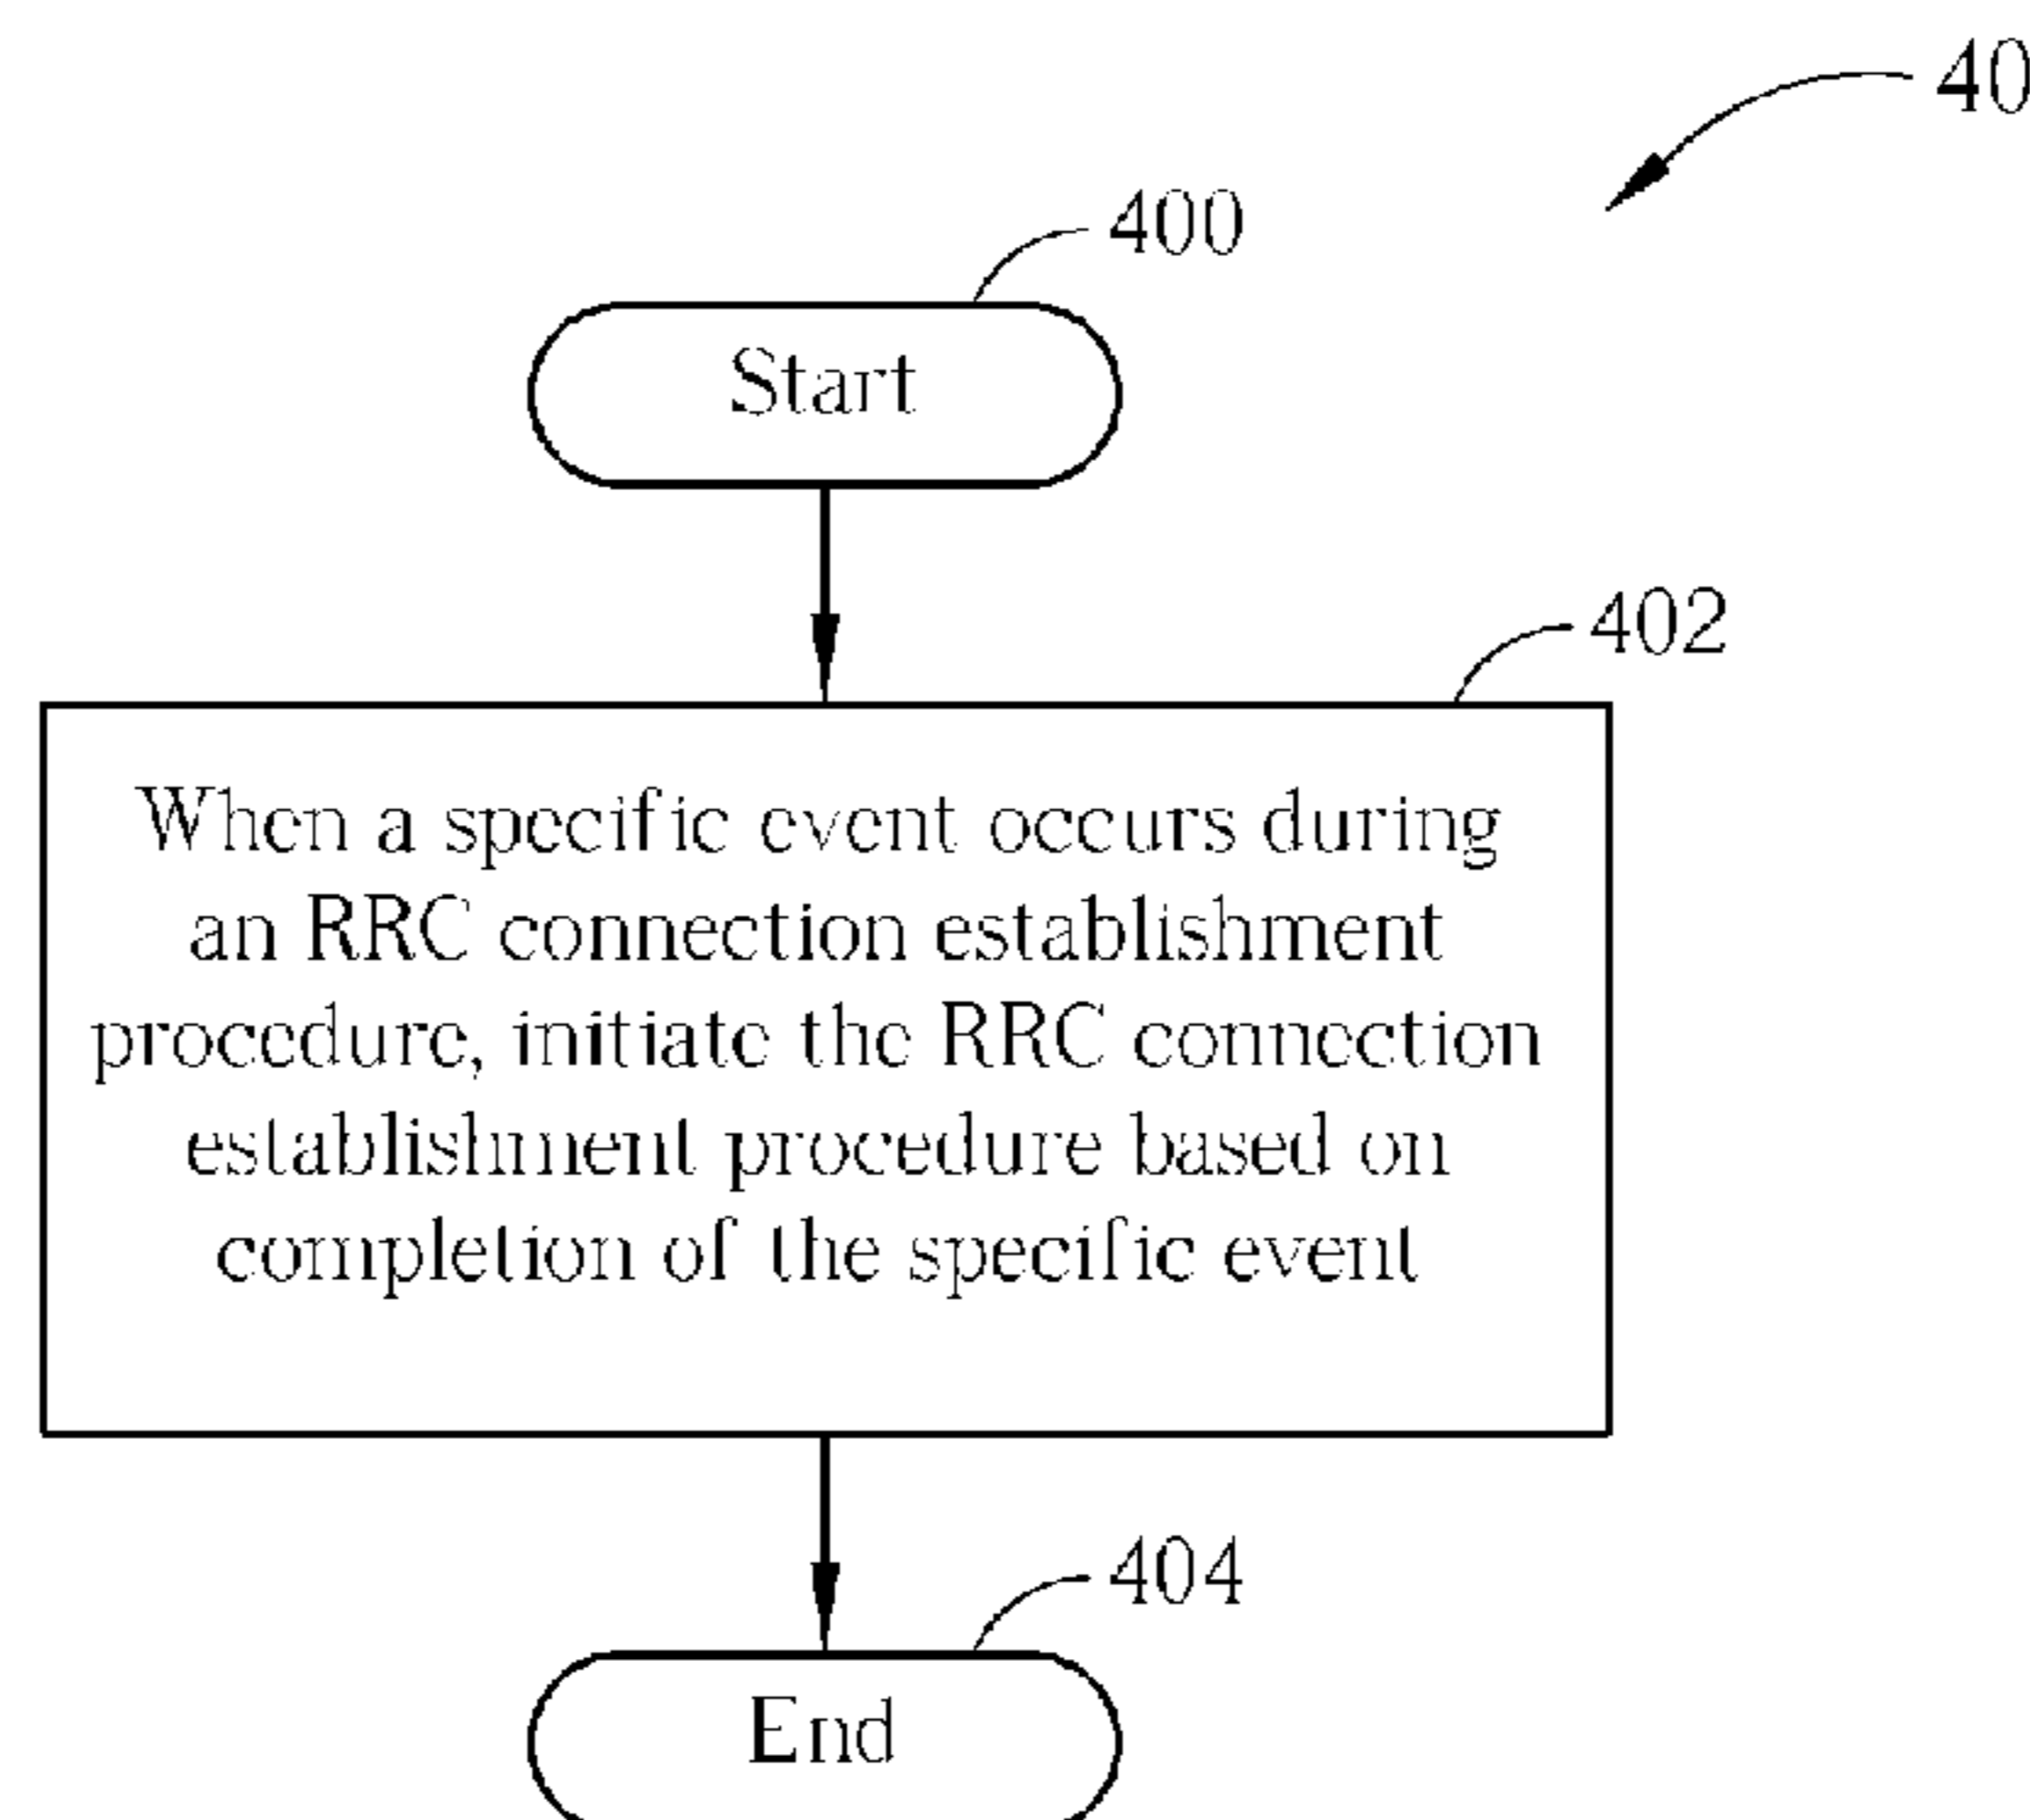 40
400
Start
402
When a specific event occurs during
an RRC connection establishment
procedure, initiate the RRC connection
establishment procedure based on
completion of the specific event
404
End